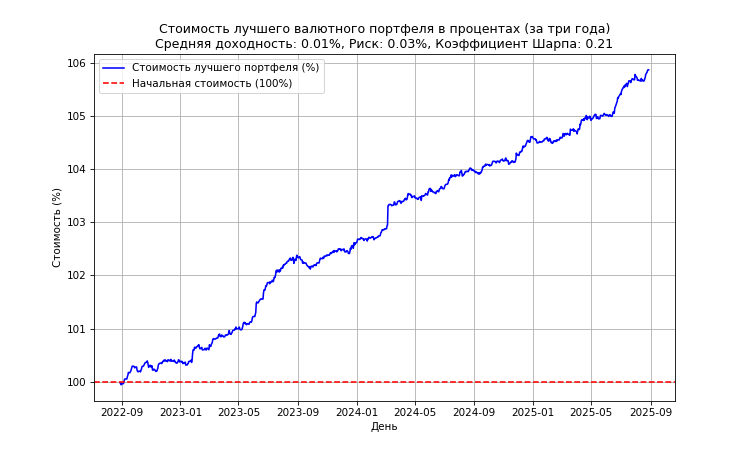 Стоимость лучшего валютного портфеля в процентах (за три года)
Средняя доходность: 0.01%, Риск: 0.03%, Коэффициент Шарпа: 0.21
Стоимость лучшего портфеля (%)
Начальная стоимость (100%)
Стоимость (%)
106
105
104
103
102
101
100
2022-09 2023-01 2023-05 2023-09 2024-01 2024-05 2024-09 2025-01 2025-05 2025-09
День